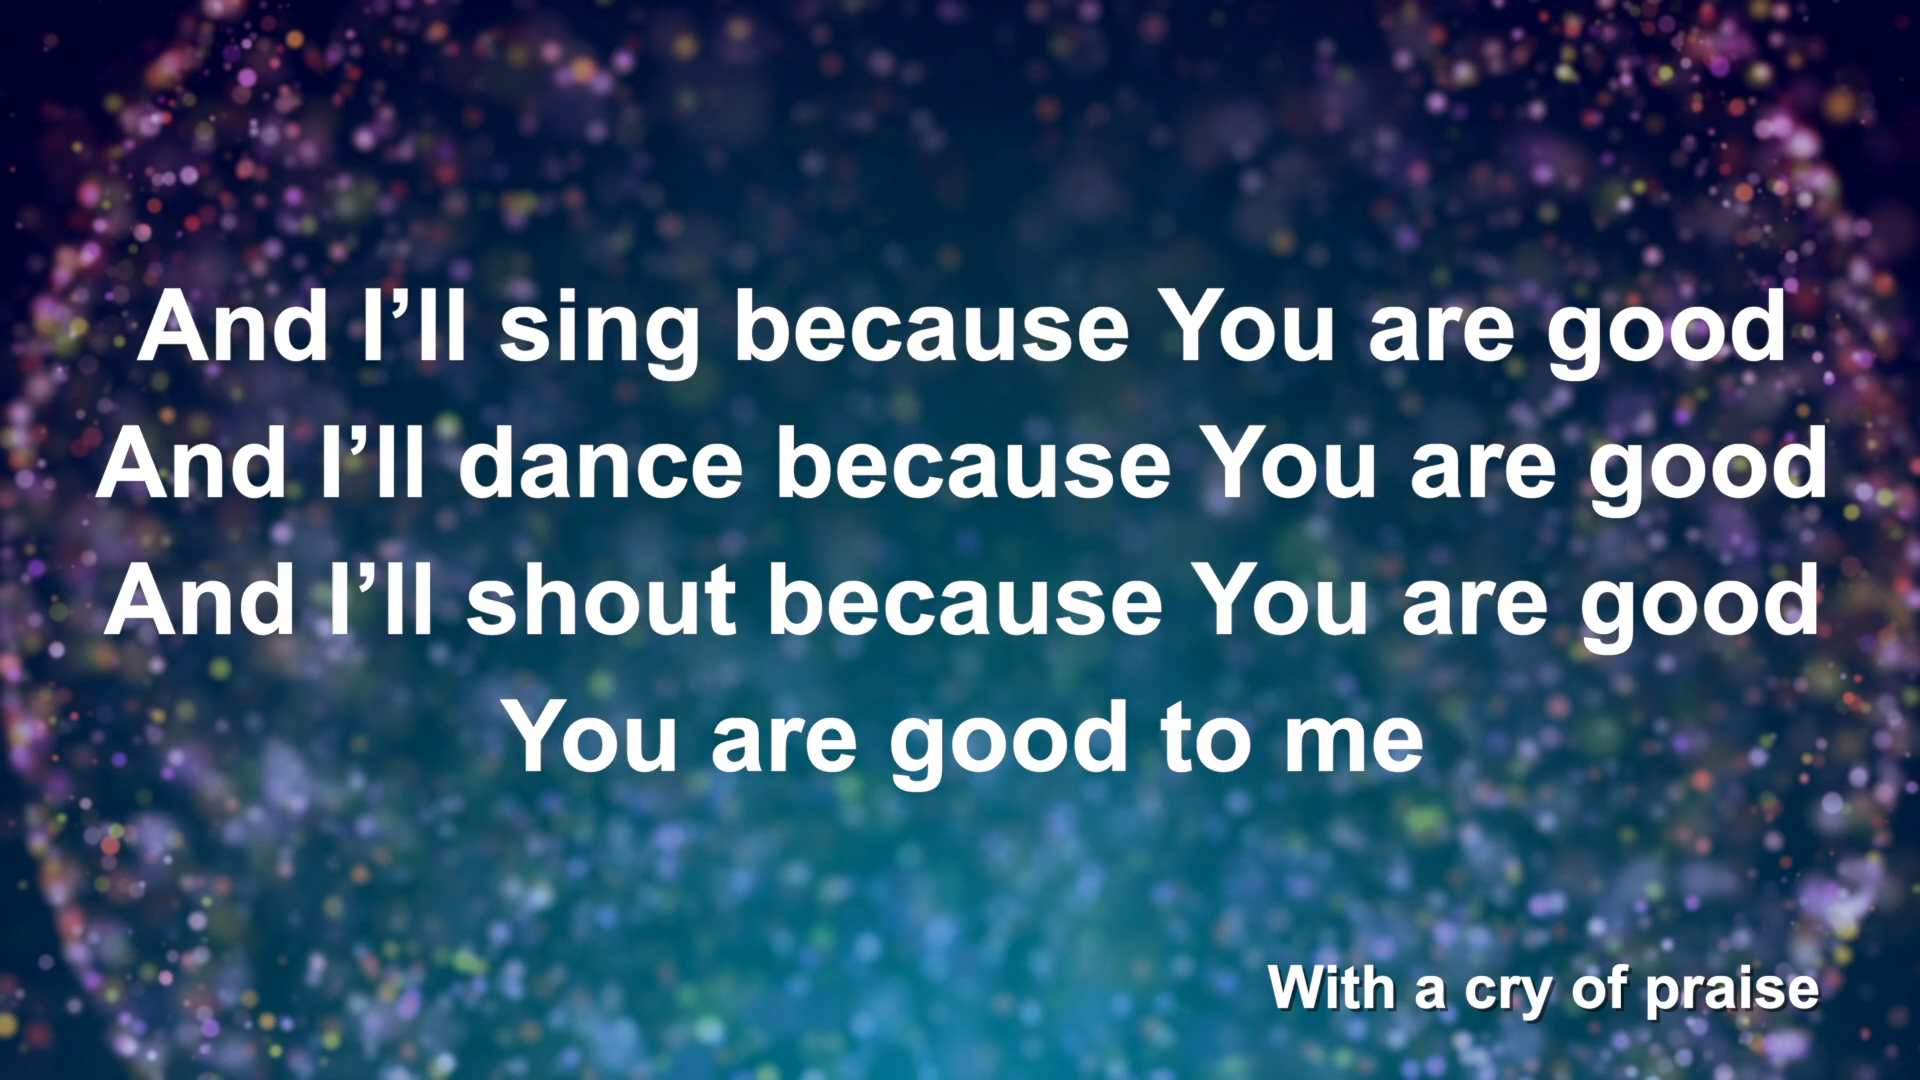 And I’ll sing because You are good
And I’ll dance because You are good
And I’ll shout because You are good
You are good to me
With a cry of praise